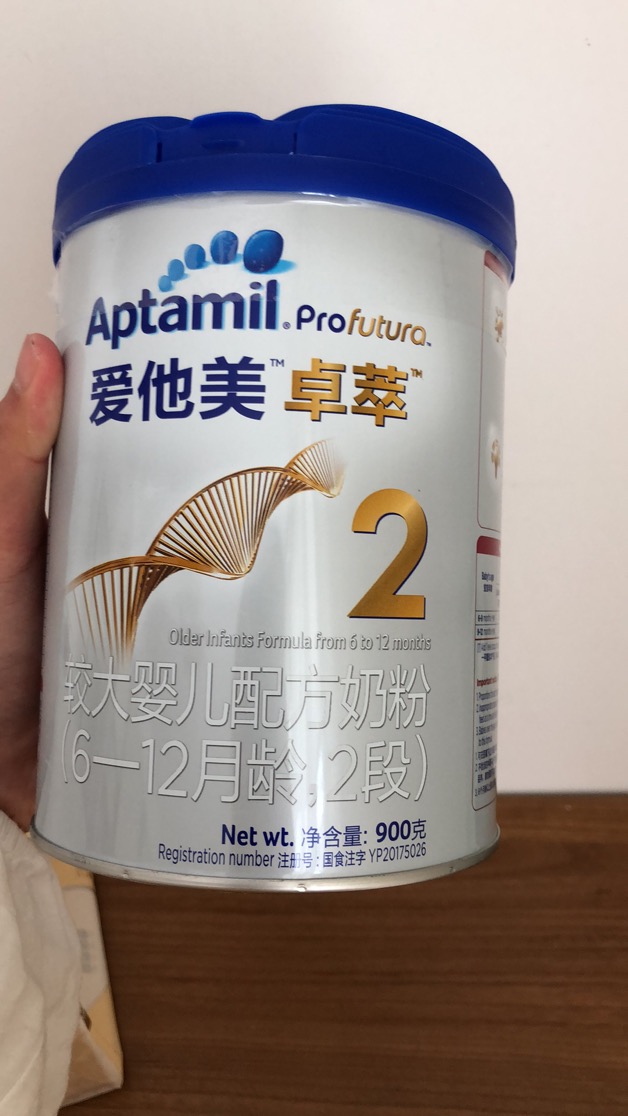 Aptamil® Profutura™
爱他美™卓萃™
2
Older Infants Formula from 6 to 12 months
较大婴儿配方奶粉
(6—12月龄,2段)
Net wt. 净含量: 900克
Registration number 注册号:国食注字 YP20175026